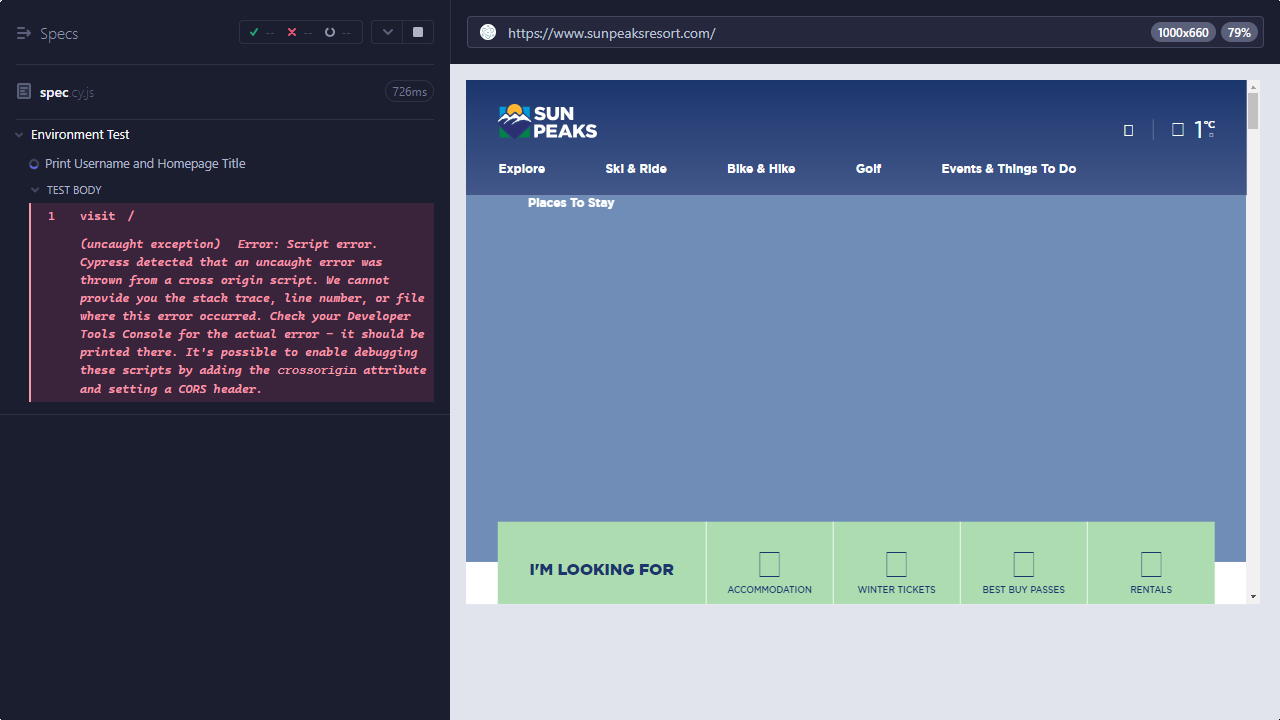 Specs
-- -- --
https://www.sunpeaksresort.com/
1000x660
79%
spec.cy.js
726ms
Environment Test
Print Username and Homepage Title
TEST BODY
1 visit /
(uncaught exception) Error: Script error.
Cypress detected that an uncaught error was
thrown from a cross origin script. We cannot
provide you the stack trace, line number, or file
where this error occurred. Check your Developer
Tools Console for the actual error - it should be
printed there. It's possible to enable debugging
these scripts by adding the crossorigin attribute
and setting a CORS header.
SUN
PEAKS
1°C
Explore Ski & Ride Bike & Hike Golf Events & Things To Do
Places To Stay
I'M LOOKING FOR
ACCOMMODATION
WINTER TICKETS
BEST BUY PASSES
RENTALS